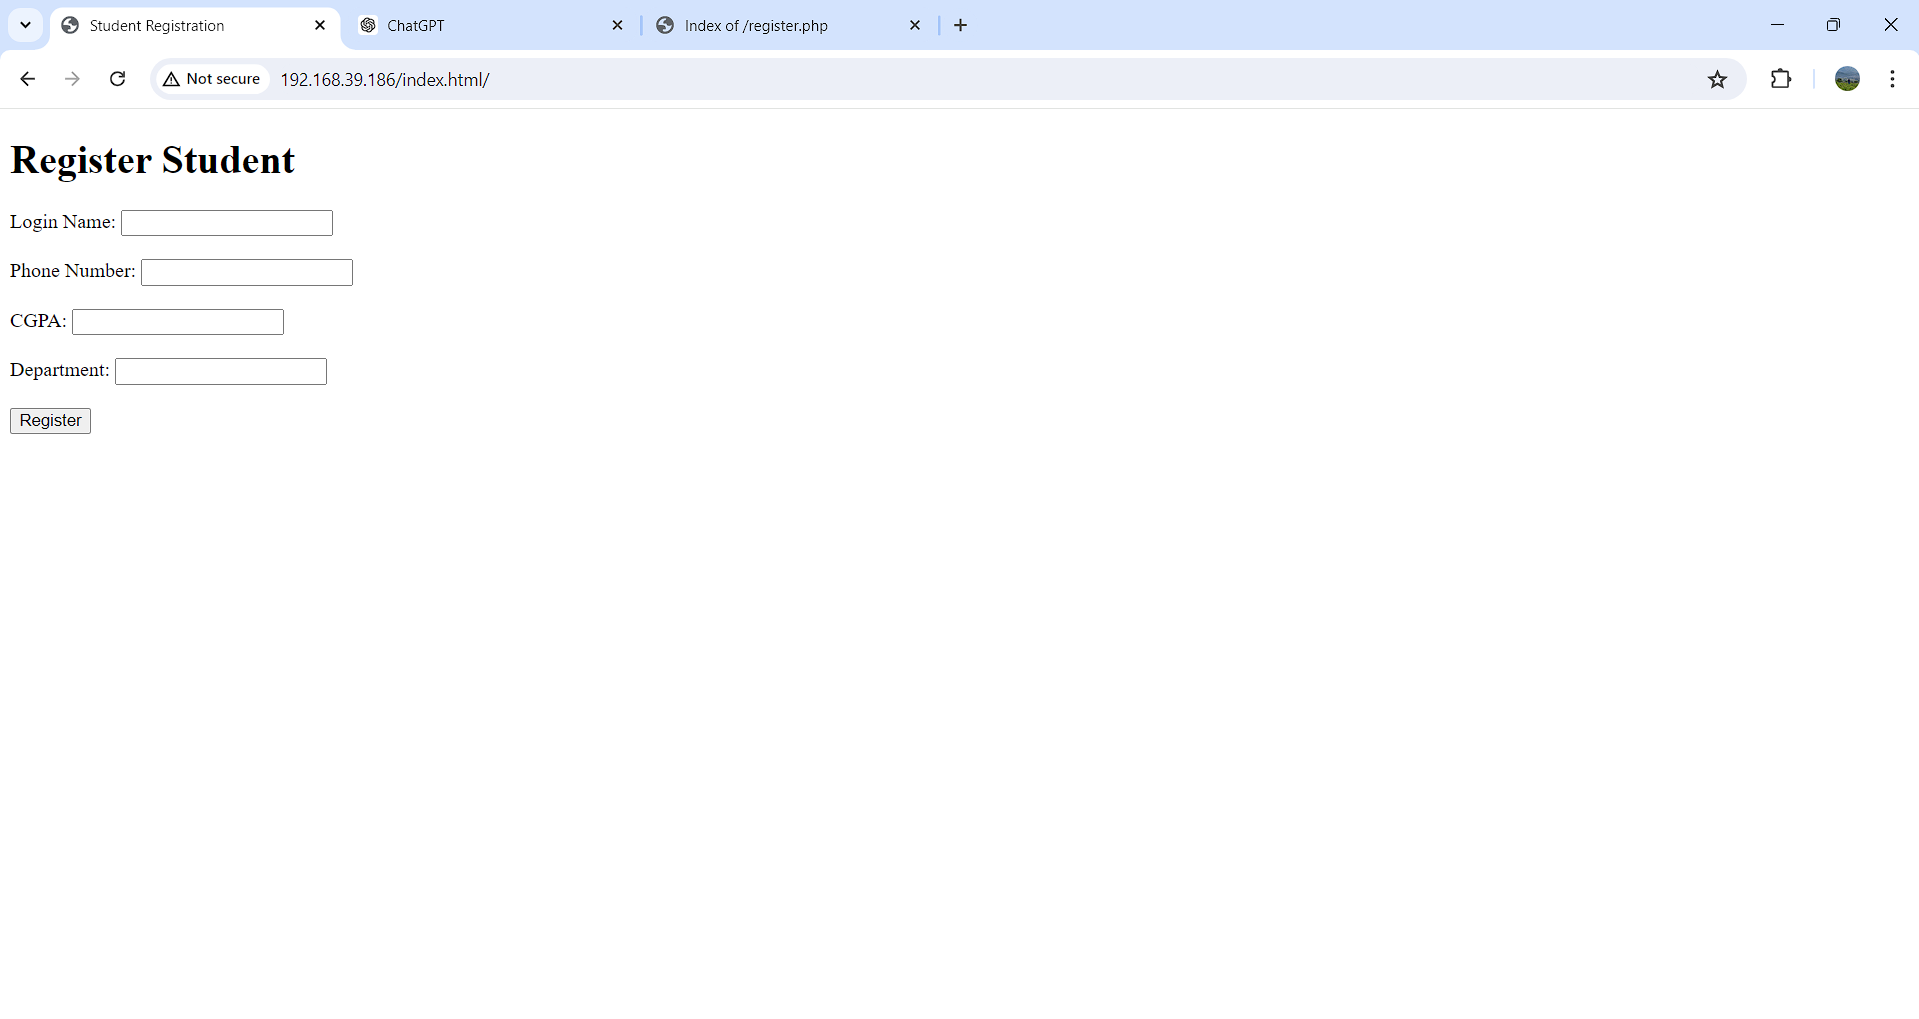 Student Registration
ChatGPT
Index of /register.php
Not secure
192.168.39.186/index.html/
Register Student
Login Name:
Phone Number:
CGPA:
Department:
Register